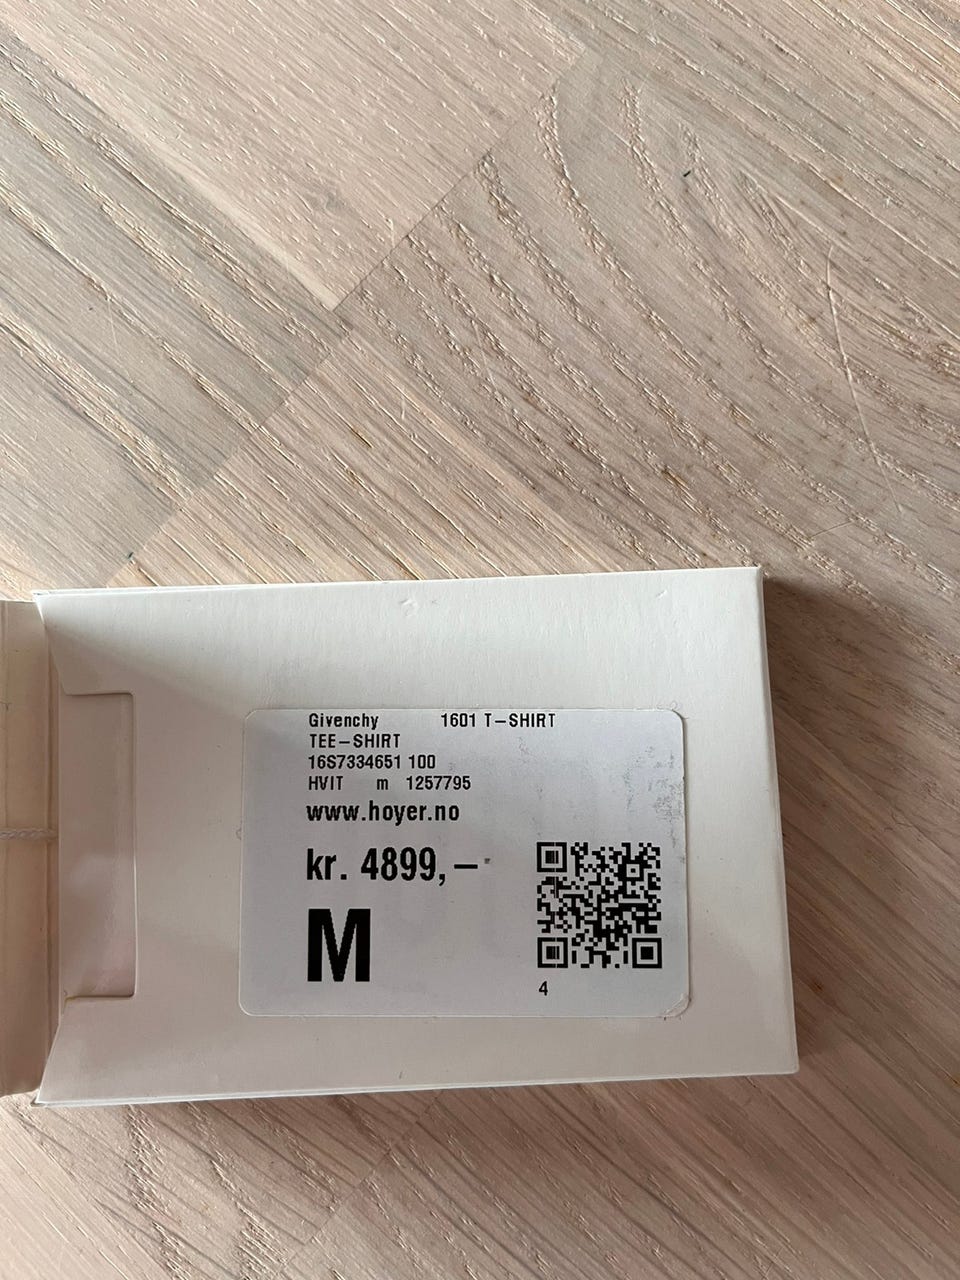 Givenchy 1601 T-SHIRT
TEE-SHIRT
16S7334651 100
HVIT m 1257795
www.hoyer.no
kr. 4899,-
M
4